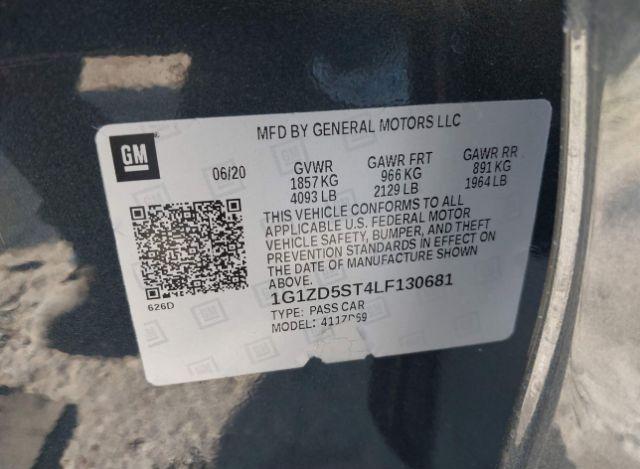 MFD BY GENERAL MOTORS LLC
GM
06/20 GVWR GAWR FRT GAWR RR
1857 KG 966 KG 891 KG
4093 LB 2129 LB 1964 LB
THIS VEHICLE CONFORMS TO ALL
APPLICABLE U.S. FEDERAL MOTOR
VEHICLE SAFETY, BUMPER, AND THEFT
PREVENTION STANDARDS IN EFFECT ON
THE DATE OF MANUFACTURE SHOWN
ABOVE.
626D
1G1ZD5ST4LF130681
TYPE: PASS CAR
MODEL: